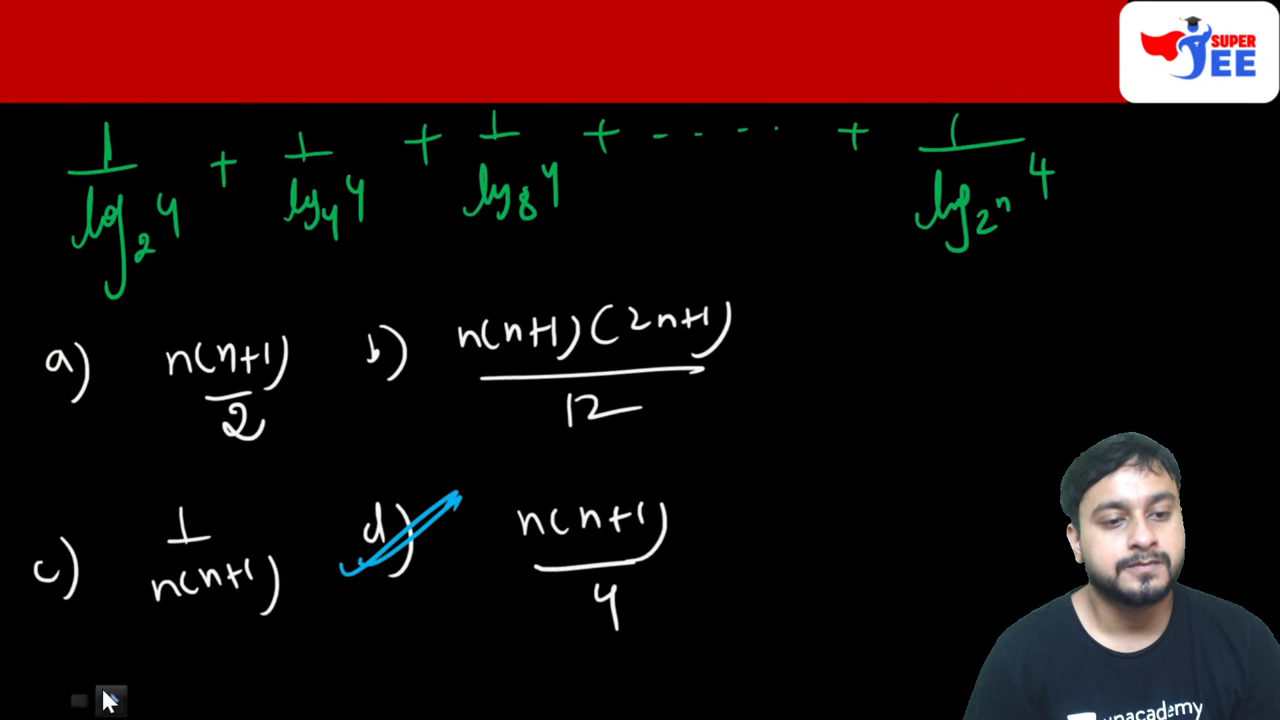 SUPER
JEE
1/log₂4 + 1/log₄4 + 1/log₈4 + - - - - . + 1/log₂ⁿ4
a) n(n+1)/2 b) n(n+1)(2n+1)/12
c) 1/n(n+1) d) n(n+1)/4
unacademy